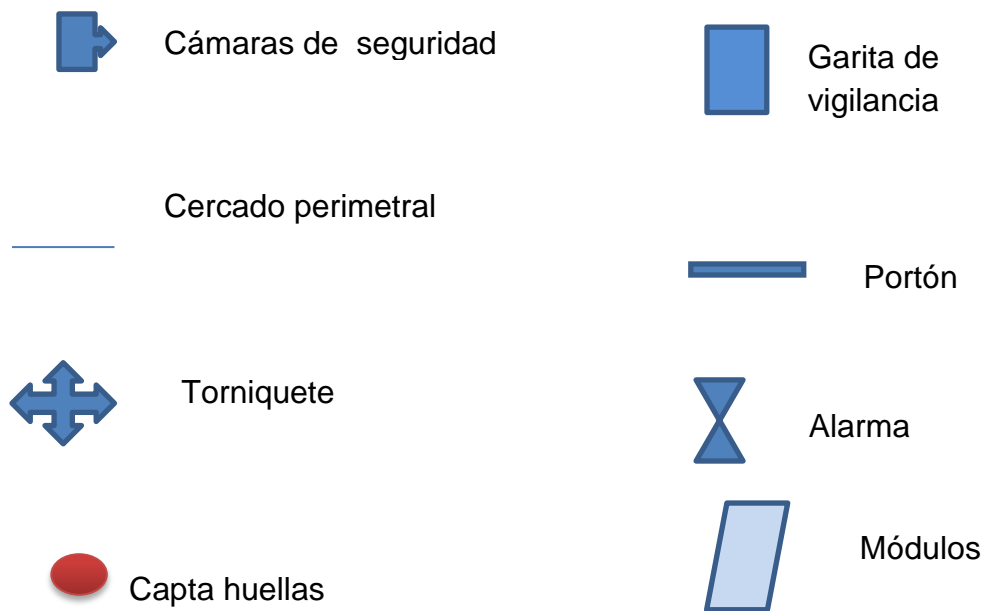 Cámaras de seguridad
Garita de
vigilancia
Cercado perimetral
Portón
Torniquete
Alarma
Módulos
Capta huellas